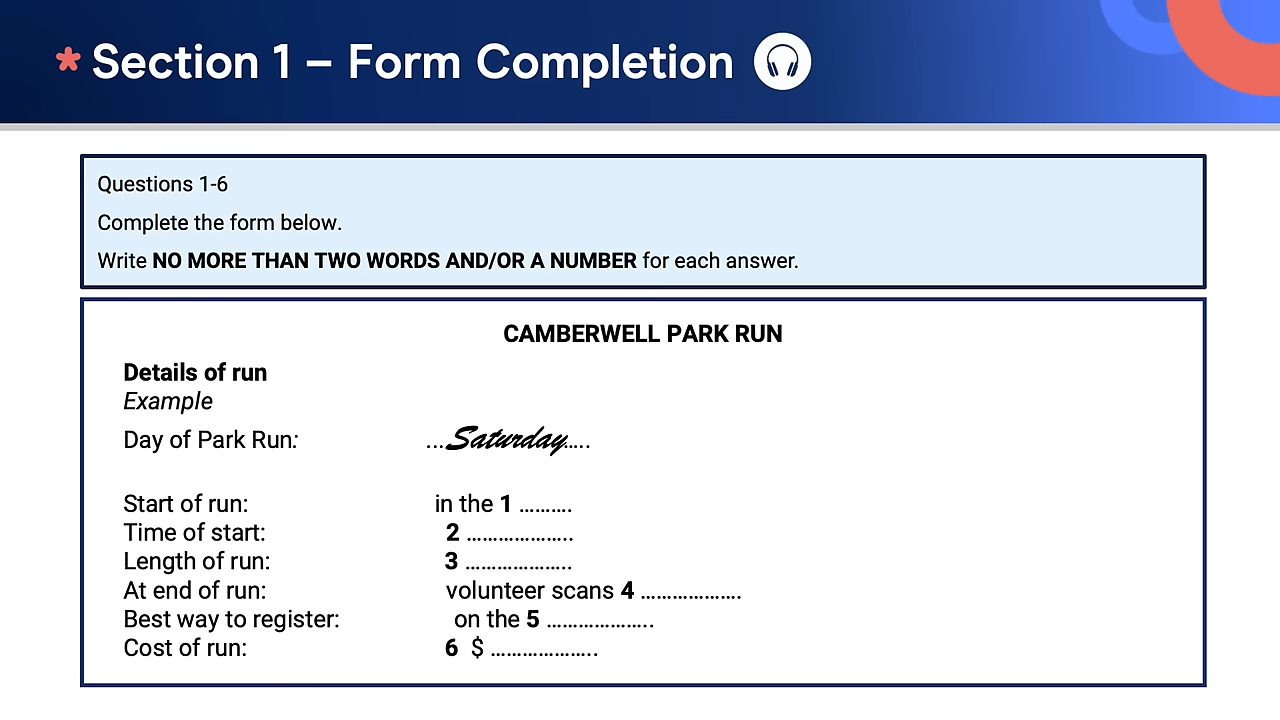 * Section 1 – Form Completion
Questions 1-6
Complete the form below.
Write NO MORE THAN TWO WORDS AND/OR A NUMBER for each answer.
CAMBERWELL PARK RUN
Details of run
Example
Day of Park Run: ...Saturday.....
Start of run: in the 1 ……….
Time of start: 2 ………………..
Length of run: 3 ………………..
At end of run: volunteer scans 4 ……………….
Best way to register: on the 5 ………………..
Cost of run: 6 $ ………………..